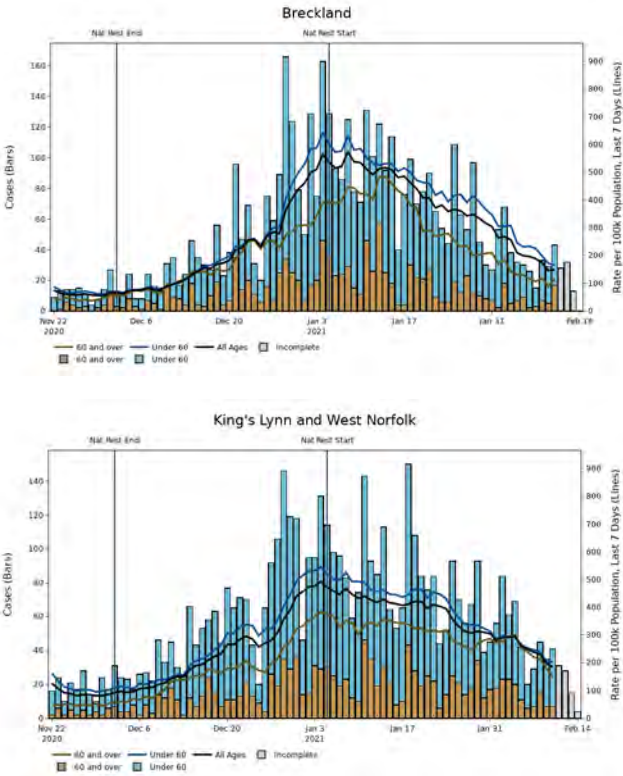 Breckland
Nat Rest End
Nat Rest Start
Cases (Bars)
Rate per 100k Population, Last 7 Days (Lines)
160
140
120
100
80
60
40
20
0
900
800
700
600
500
400
300
200
100
0
Nov 22
2020
Dec 6
Dec 20
Jan 3
2021
Jan 17
60 and over Under 60 All Ages Incomplete
60 and over Under 60
King's Lynn and West Norfolk
Nat Rest End
Nat Rest Start
Cases (Bars)
Rate per 100k Population, Last 7 Days (Lines)
140
120
100
80
60
40
20
0
900
800
700
600
500
400
300
200
100
0
Nov 22
2020
Dec 6
Dec 20
Jan 3
2021
Jan 17
Jan 31
Feb 14
60 and over Under 60 All Ages Incomplete
60 and over Under 60